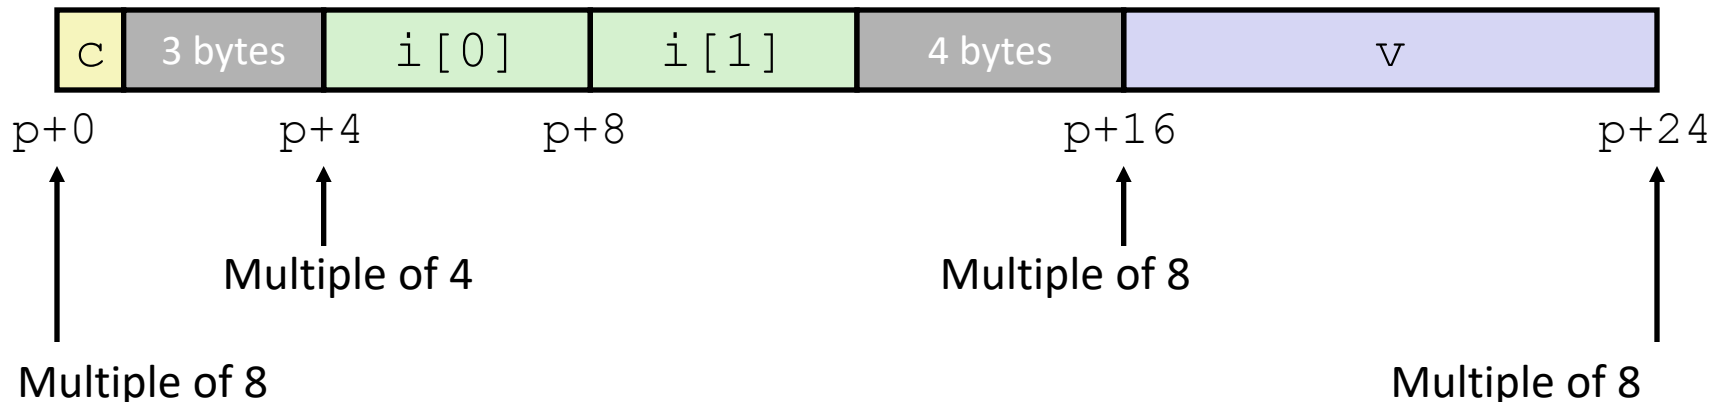 c 3 bytes i[0] i[1] 4 bytes v
p+0 p+4 p+8 p+16 p+24
Multiple of 4 Multiple of 8
Multiple of 8 Multiple of 8